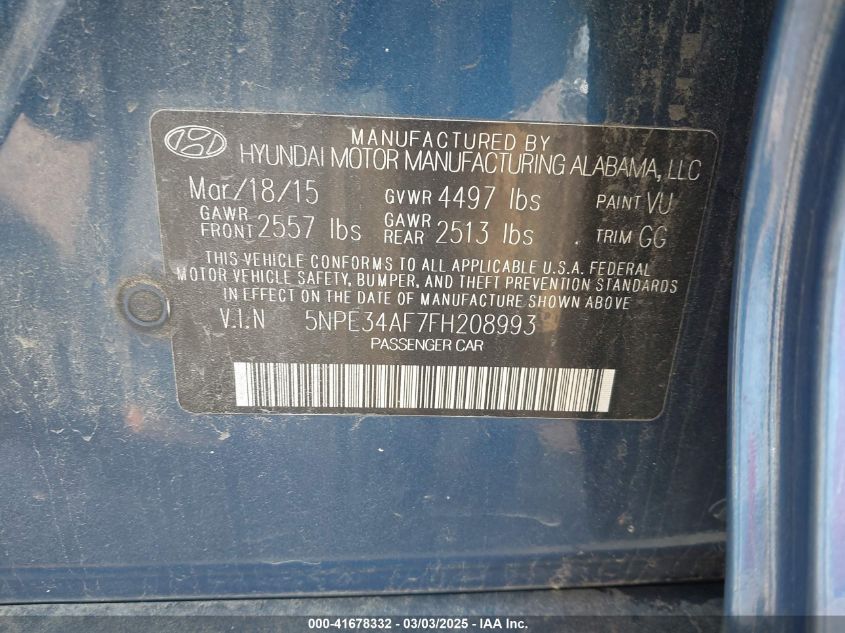 MANUFACTURED BY
HYUNDAI MOTOR MANUFACTURING ALABAMA, LLC
Mar/18/15 GVWR 4497 lbs PAINT VU
GAWR FRONT 2557 lbs GAWR REAR 2513 lbs . TRIM GG
THIS VEHICLE CONFORMS TO ALL APPLICABLE U.S.A. FEDERAL
MOTOR VEHICLE SAFETY, BUMPER, AND THEFT PREVENTION STANDARDS
IN EFFECT ON THE DATE OF MANUFACTURE SHOWN ABOVE.
V.I.N 5NPE34AF7FH208993
PASSENGER CAR
000-41678332 - 03/03/2025 - IAA Inc.